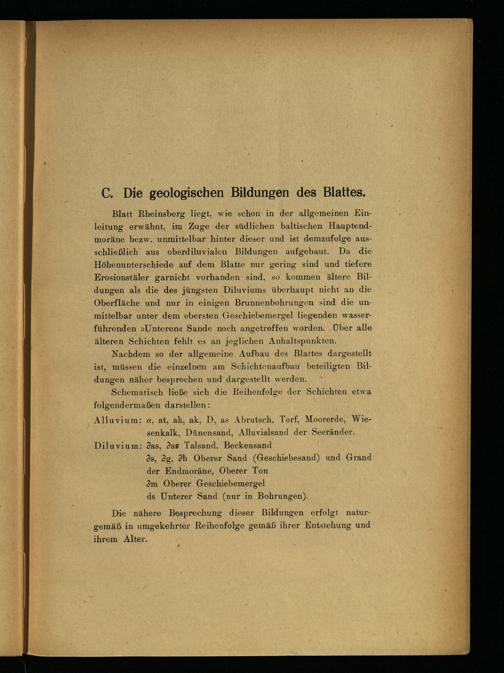 C. Die geologischen Bildungen des Blattes.
Blatt Rheinsberg liegt, wie schon in der allgemeinen Ein-
leitung erwähnt, im Zuge der südlichen baltischen Hauptend-
moräne bezw. unmittelbar hinter dieser und ist demzufolge aus-
schließlich aus oberdiluvialen Bildungen aufgebaut. Da die
Höhenunterschiede auf dem Blatte nur gering sind und tiefere
Erosionstäler garnicht vorhanden sind, so kommen ältere Bil-
dungen als die des jüngsten Diluviums überhaupt nicht an die
Oberfläche und nur in einigen Brunnenbohrungen sind die un-
mittelbar unter dem obersten Geschiebemergel liegenden wasser-
führenden »Unteren« Sande noch angetroffen worden. Über alle
älteren Schichten fehlt es an jeglichen Anhaltspunkten.
Nachdem so der allgemeine Aufbau des Blattes dargestellt
ist, müssen die einzelnen am Schichtenaufbau beteiligten Bil-
dungen näher besprochen und dargestellt werden.
Schematisch ließe sich die Reihenfolge der Schichten etwa
folgendermaßen darstellen:
Alluvium: α, at, ah, ak, D, as Abrutsch, Torf, Moorerde, Wie-
senkalk, Dünensand, Alluvialsand der Seeränder.
Diluvium: ∂as, ∂as Talsand, Beckensand
∂s, ∂g, ∂h Oberer Sand (Geschiebesand) und Grand
der Endmoräne, Oberer Ton
∂m Oberer Geschiebemergel
ds Unterer Sand (nur in Bohrungen).
Die nähere Besprechung dieser Bildungen erfolgt natur-
gemäß in umgekehrter Reihenfolge gemäß ihrer Entstehung und
ihrem Alter.